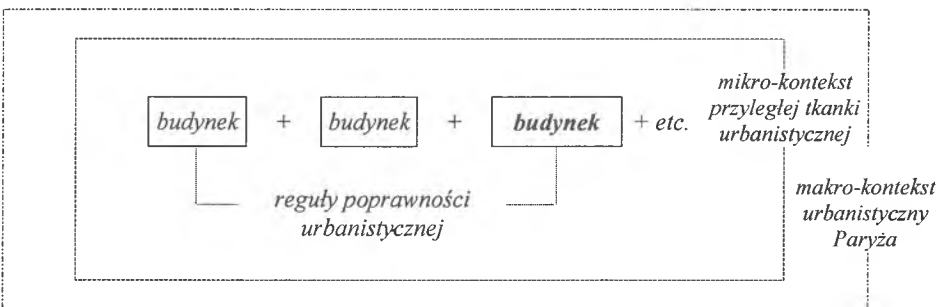 mikro-kontekst
przyległej tkanki
urbanistycznej
budynek + budynek + budynek + etc.
reguły poprawności
urbanistycznej
makro-kontekst
urbanistyczny
Paryża